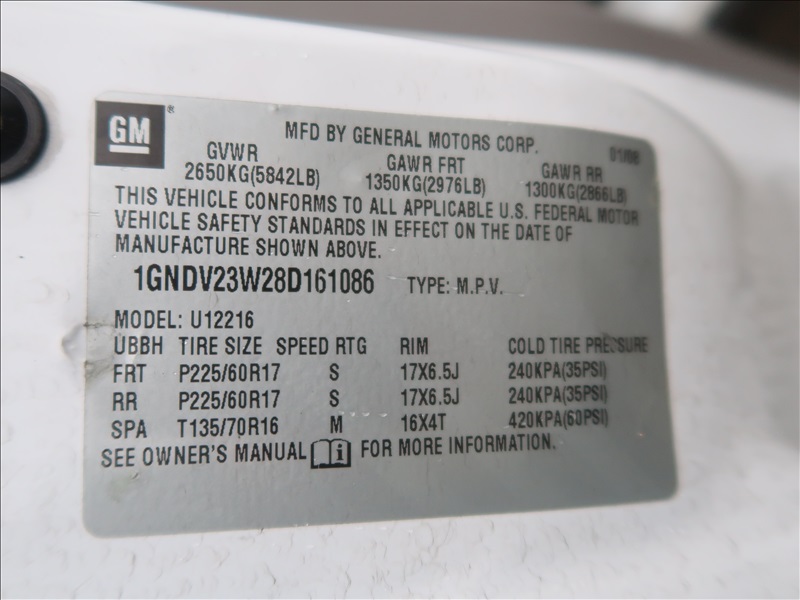 GM ® MFD BY GENERAL MOTORS CORP. 01/08
GVWR GAWR FRT GAWR RR
2650KG(5842LB) 1350KG(2976LB) 1300KG(2866LB)
THIS VEHICLE CONFORMS TO ALL APPLICABLE U.S. FEDERAL MOTOR
VEHICLE SAFETY STANDARDS IN EFFECT ON THE DATE OF
MANUFACTURE SHOWN ABOVE.
1GNDV23W28D161086 TYPE: M.P.V.
MODEL: U12216
UBBH TIRE SIZE SPEED RTG RIM COLD TIRE PRESSURE
FRT P225/60R17 S 17X6.5J 240KPA(35PSI)
RR P225/60R17 S 17X6.5J 240KPA(35PSI)
SPA T135/70R16 M 16X4T 420KPA(60PSI)
SEE OWNER'S MANUAL i FOR MORE INFORMATION.